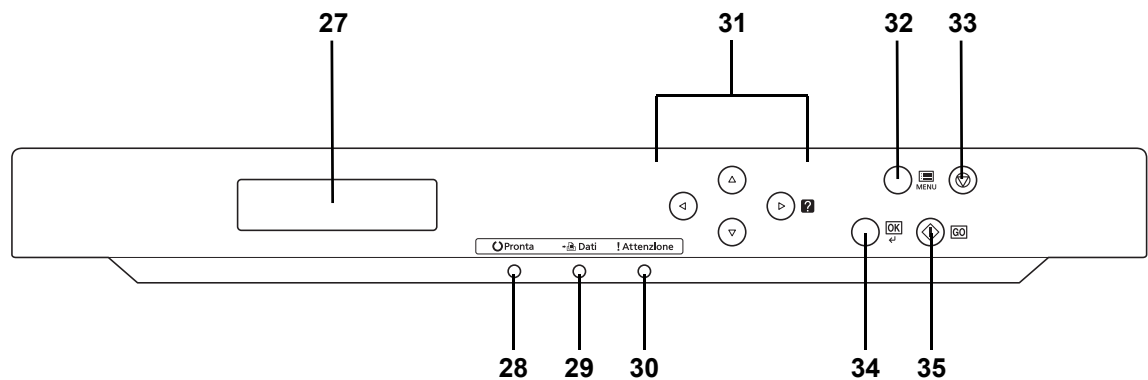 27 31 32 33
MENU
?
Pronta Dati ! Attenzione
OK
GO
28 29 30 34 35